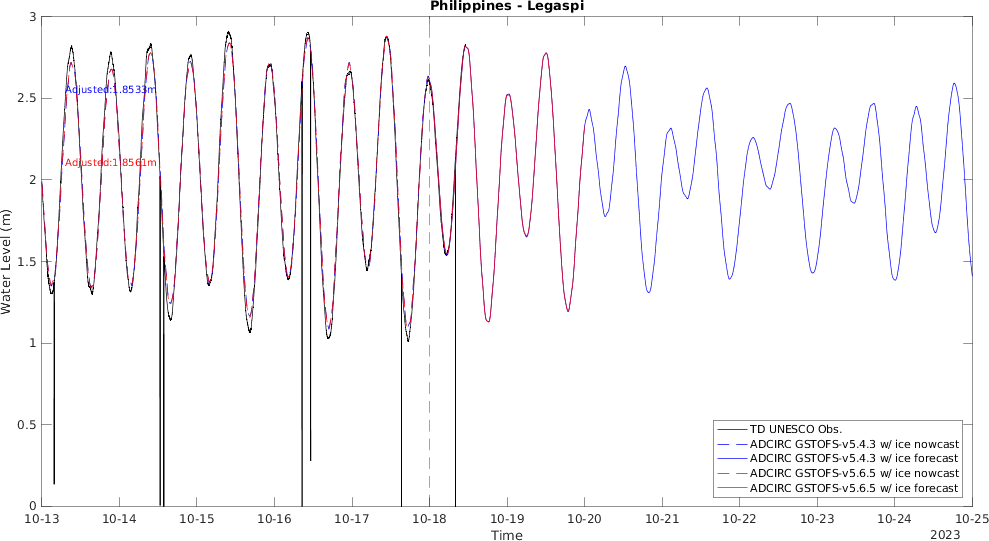 Philippines - Legaspi
3
2.5
2
1.5
1
0.5
0
Water Level (m)
Adjusted:1.8533m
Adjusted:1.8561m
TD UNESCO Obs.
ADCIRC GSTOFS-v5.4.3 w/ ice nowcast
ADCIRC GSTOFS-v5.4.3 w/ ice forecast
ADCIRC GSTOFS-v5.6.5 w/ ice nowcast
ADCIRC GSTOFS-v5.6.5 w/ ice forecast
10-13 10-14 10-15 10-16 10-17 10-18 10-19 10-20 10-21 10-22 10-23 10-24 10-25
Time
2023